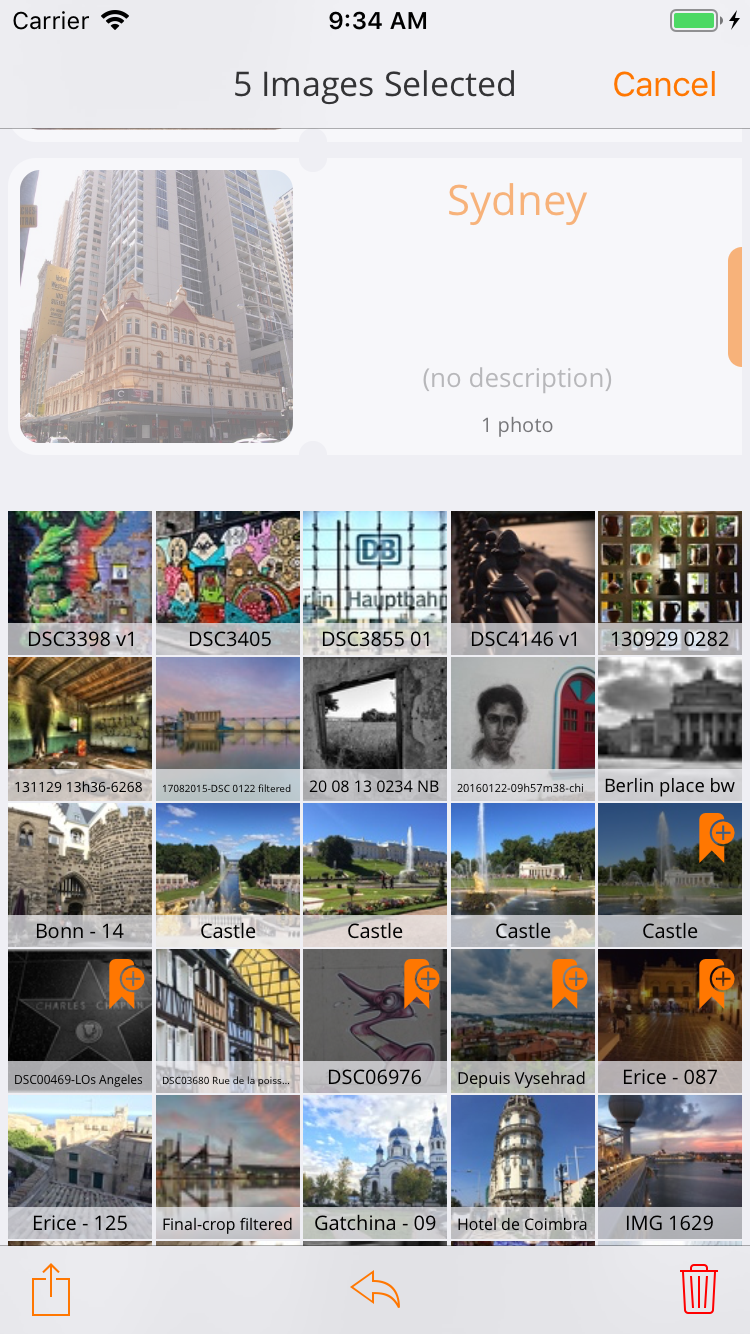 Carrier 9:34 AM
5 Images Selected Cancel
Sydney
(no description)
1 photo
DB
rlin Hauptbahn
DSC3398 v1 DSC3405 DSC3855 01 DSC4146 v1 130929 0282
131129 13h36-6268 17082015-DSC 0122 filtered 20 08 13 0234 NB 20160122-09h57m38-chi Berlin place bw
Bonn - 14 Castle Castle Castle Castle
CHARLES CHAPLIN
DSC00469-LOs Angeles DSC03680 Rue de la poiss... DSC06976 Depuis Vysehrad Erice - 087
Erice - 125 Final-crop filtered Gatchina - 09 Hotel de Coimbra IMG 1629